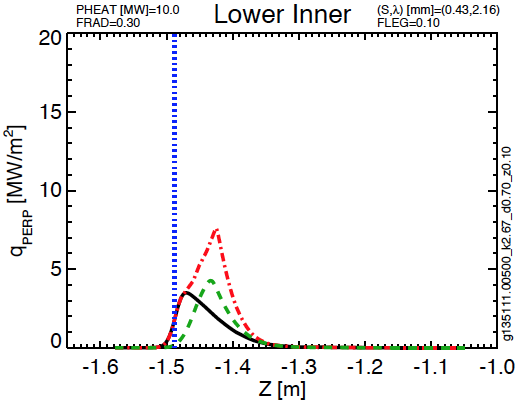 PHEAT [MW]=10.0
FRAD=0.30
Lower Inner
(S,λ) [mm]=(0.43,2.16)
FLEG=0.10
20
15
10
5
0
qPERP [MW/m2]
-1.6 -1.5 -1.4 -1.3 -1.2 -1.1 -1.0
Z [m]
g135111.00500_k2.67_d0.70_z0.10